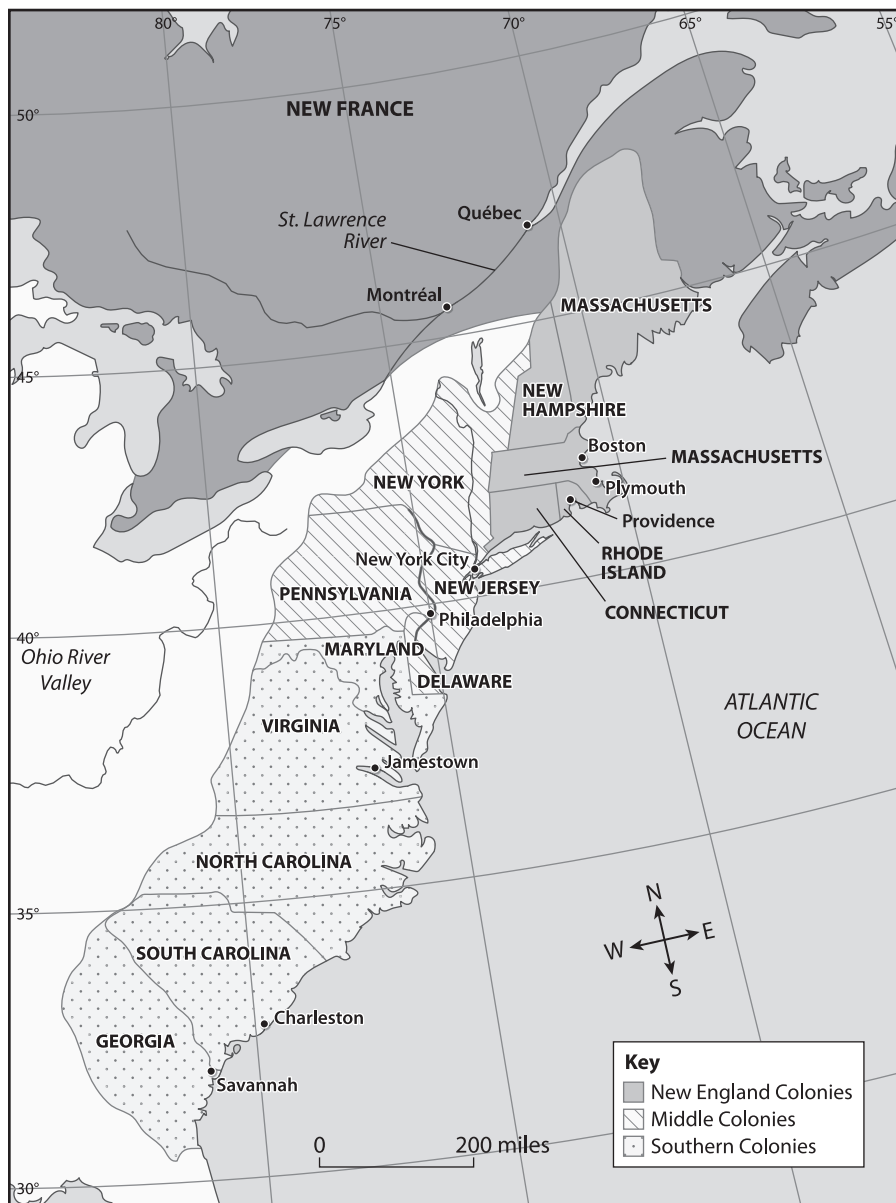 80°
75°
70°
65°
55°
50°
NEW FRANCE
Québec
St. Lawrence
River
Montréal
MASSACHUSETTS
45°
NEW
HAMPSHIRE
Boston
MASSACHUSETTS
NEW YORK
Plymouth
Providence
New York City
RHODE
ISLAND
PENNSYLVANIA
NEW JERSEY
CONNECTICUT
Philadelphia
40°
MARYLAND
Ohio River
Valley
DELAWARE
ATLANTIC
OCEAN
VIRGINIA
Jamestown
NORTH CAROLINA
35°
N
W
E
S
SOUTH CAROLINA
Charleston
GEORGIA
Savannah
Key
New England Colonies
Middle Colonies
Southern Colonies
0
200 miles
30°